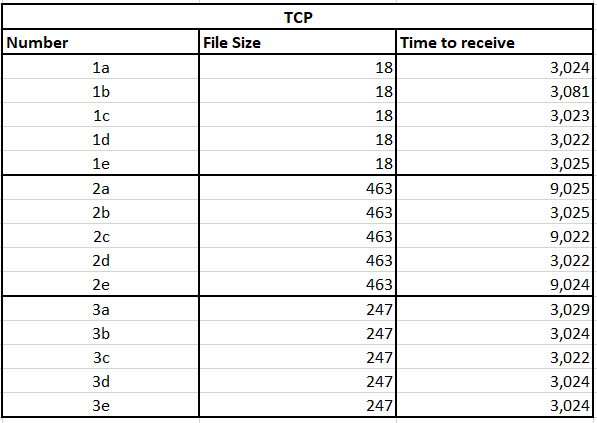 TCP
Number File Size Time to receive
1a 18 3,024
1b 18 3,081
1c 18 3,023
1d 18 3,022
1e 18 3,025
2a 463 9,025
2b 463 3,025
2c 463 9,022
2d 463 3,022
2e 463 9,024
3a 247 3,029
3b 247 3,024
3c 247 3,022
3d 247 3,024
3e 247 3,024